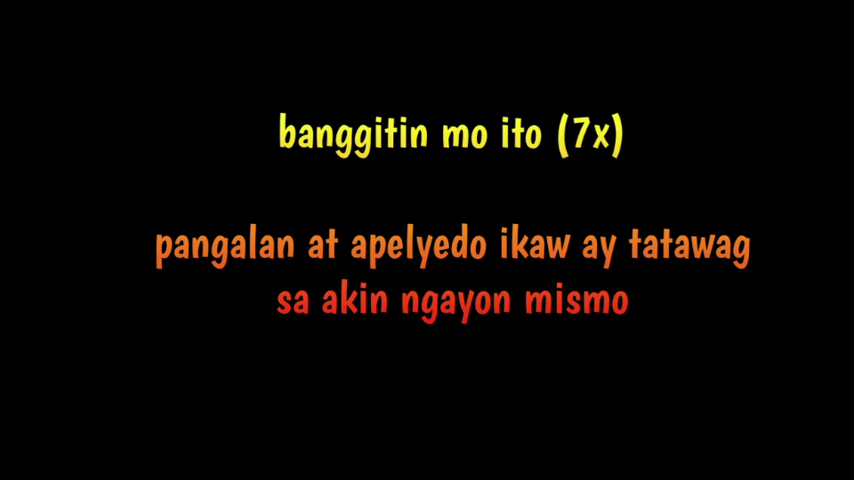 banggitin mo ito (7x)
pangalan at apelyedo ikaw ay tatawag
sa akin ngayon mismo